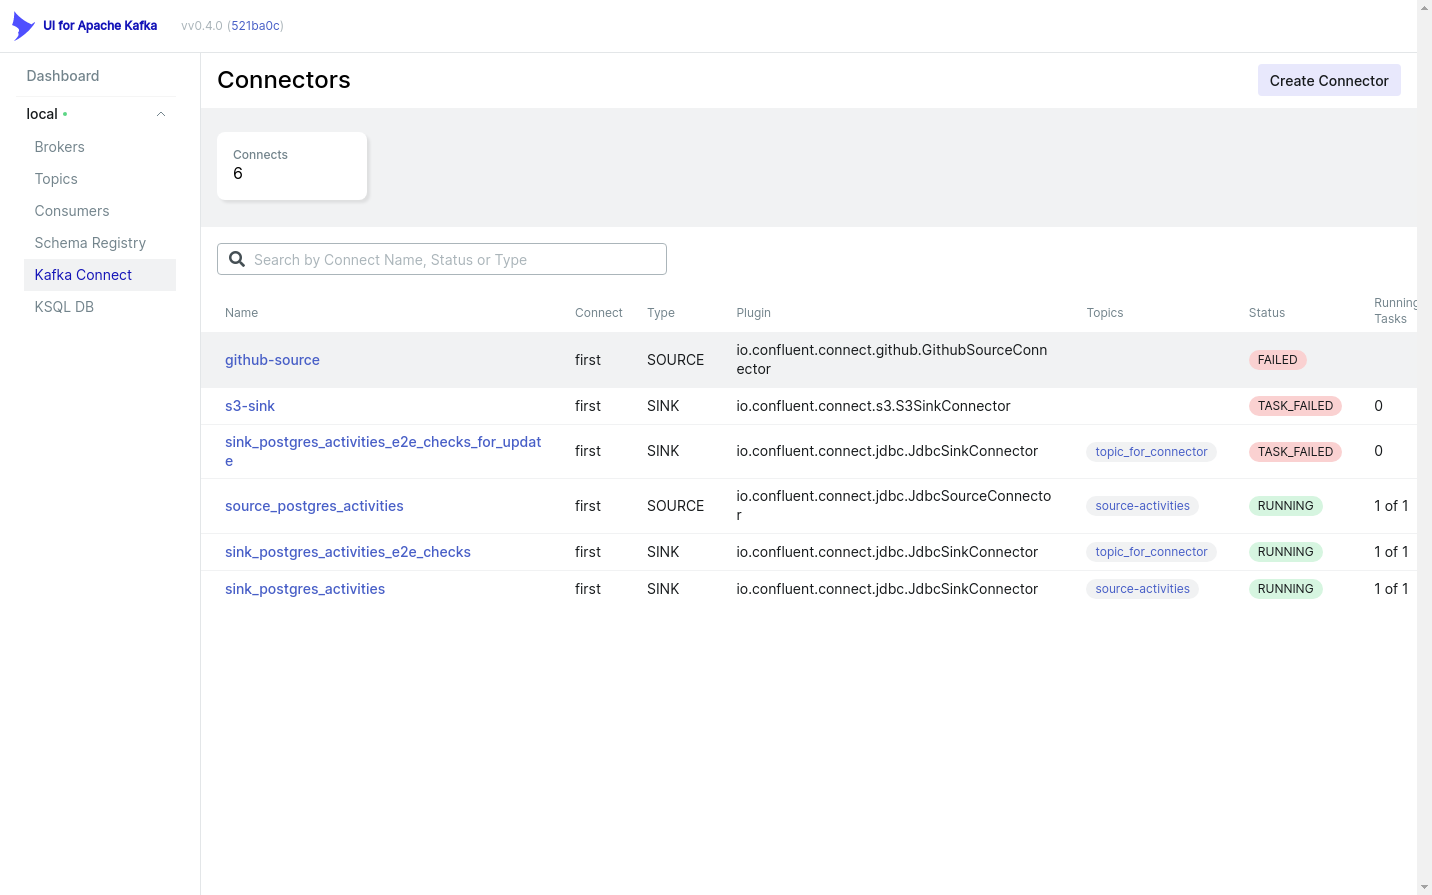 UI for Apache Kafka
vv0.4.0 (521ba0c)
Dashboard
local
Brokers
Topics
Consumers
Schema Registry
Kafka Connect
KSQL DB
Connectors
Create Connector
Connects
6
Search by Connect Name, Status or Type
Name Connect Type Plugin Topics Status Running Tasks
github-source first SOURCE io.confluent.connect.github.GithubSourceConn
ector FAILED
s3-sink first SINK io.confluent.connect.s3.S3SinkConnector TASK_FAILED 0
sink_postgres_activities_e2e_checks_for_updat
e first SINK io.confluent.connect.jdbc.JdbcSinkConnector topic_for_connector TASK_FAILED 0
source_postgres_activities first SOURCE io.confluent.connect.jdbc.JdbcSourceConnecto
r source-activities RUNNING 1 of 1
sink_postgres_activities_e2e_checks first SINK io.confluent.connect.jdbc.JdbcSinkConnector topic_for_connector RUNNING 1 of 1
sink_postgres_activities first SINK io.confluent.connect.jdbc.JdbcSinkConnector source-activities RUNNING 1 of 1